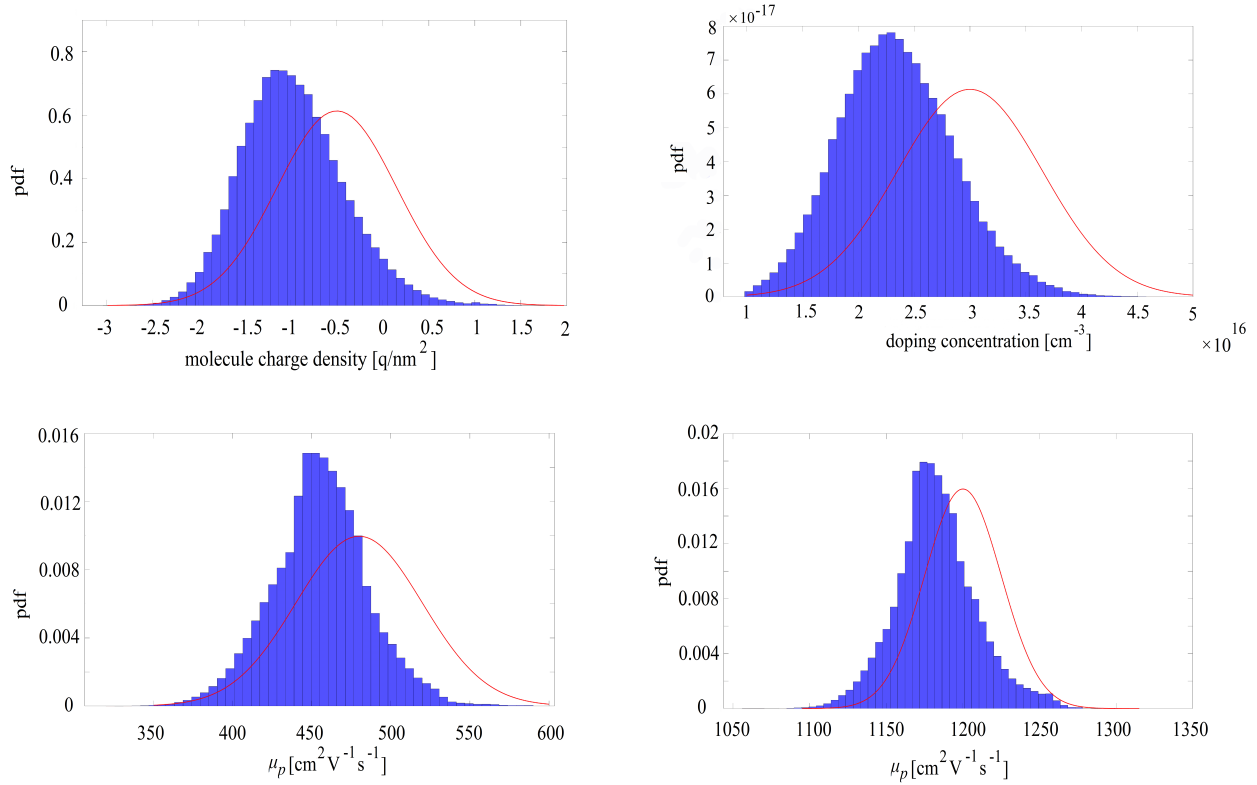 0.8
0.6
0.4
0.2
0
pdf
-3 -2.5 -2 -1.5 -1 -0.5 0 0.5 1 1.5 2
molecule charge density [q/nm²]
×10⁻¹⁷
8
7
6
5
4
3
2
1
0
pdf
1 1.5 2 2.5 3 3.5 4 4.5 5
doping concentration [cm⁻³]
×10¹⁶
0.016
0.012
0.008
0.004
0
pdf
350 400 450 500 550 600
μₚ [cm²V⁻¹s⁻¹]
0.02
0.016
0.012
0.008
0.004
0
pdf
1050 1100 1150 1200 1250 1300 1350
μₚ [cm²V⁻¹s⁻¹]